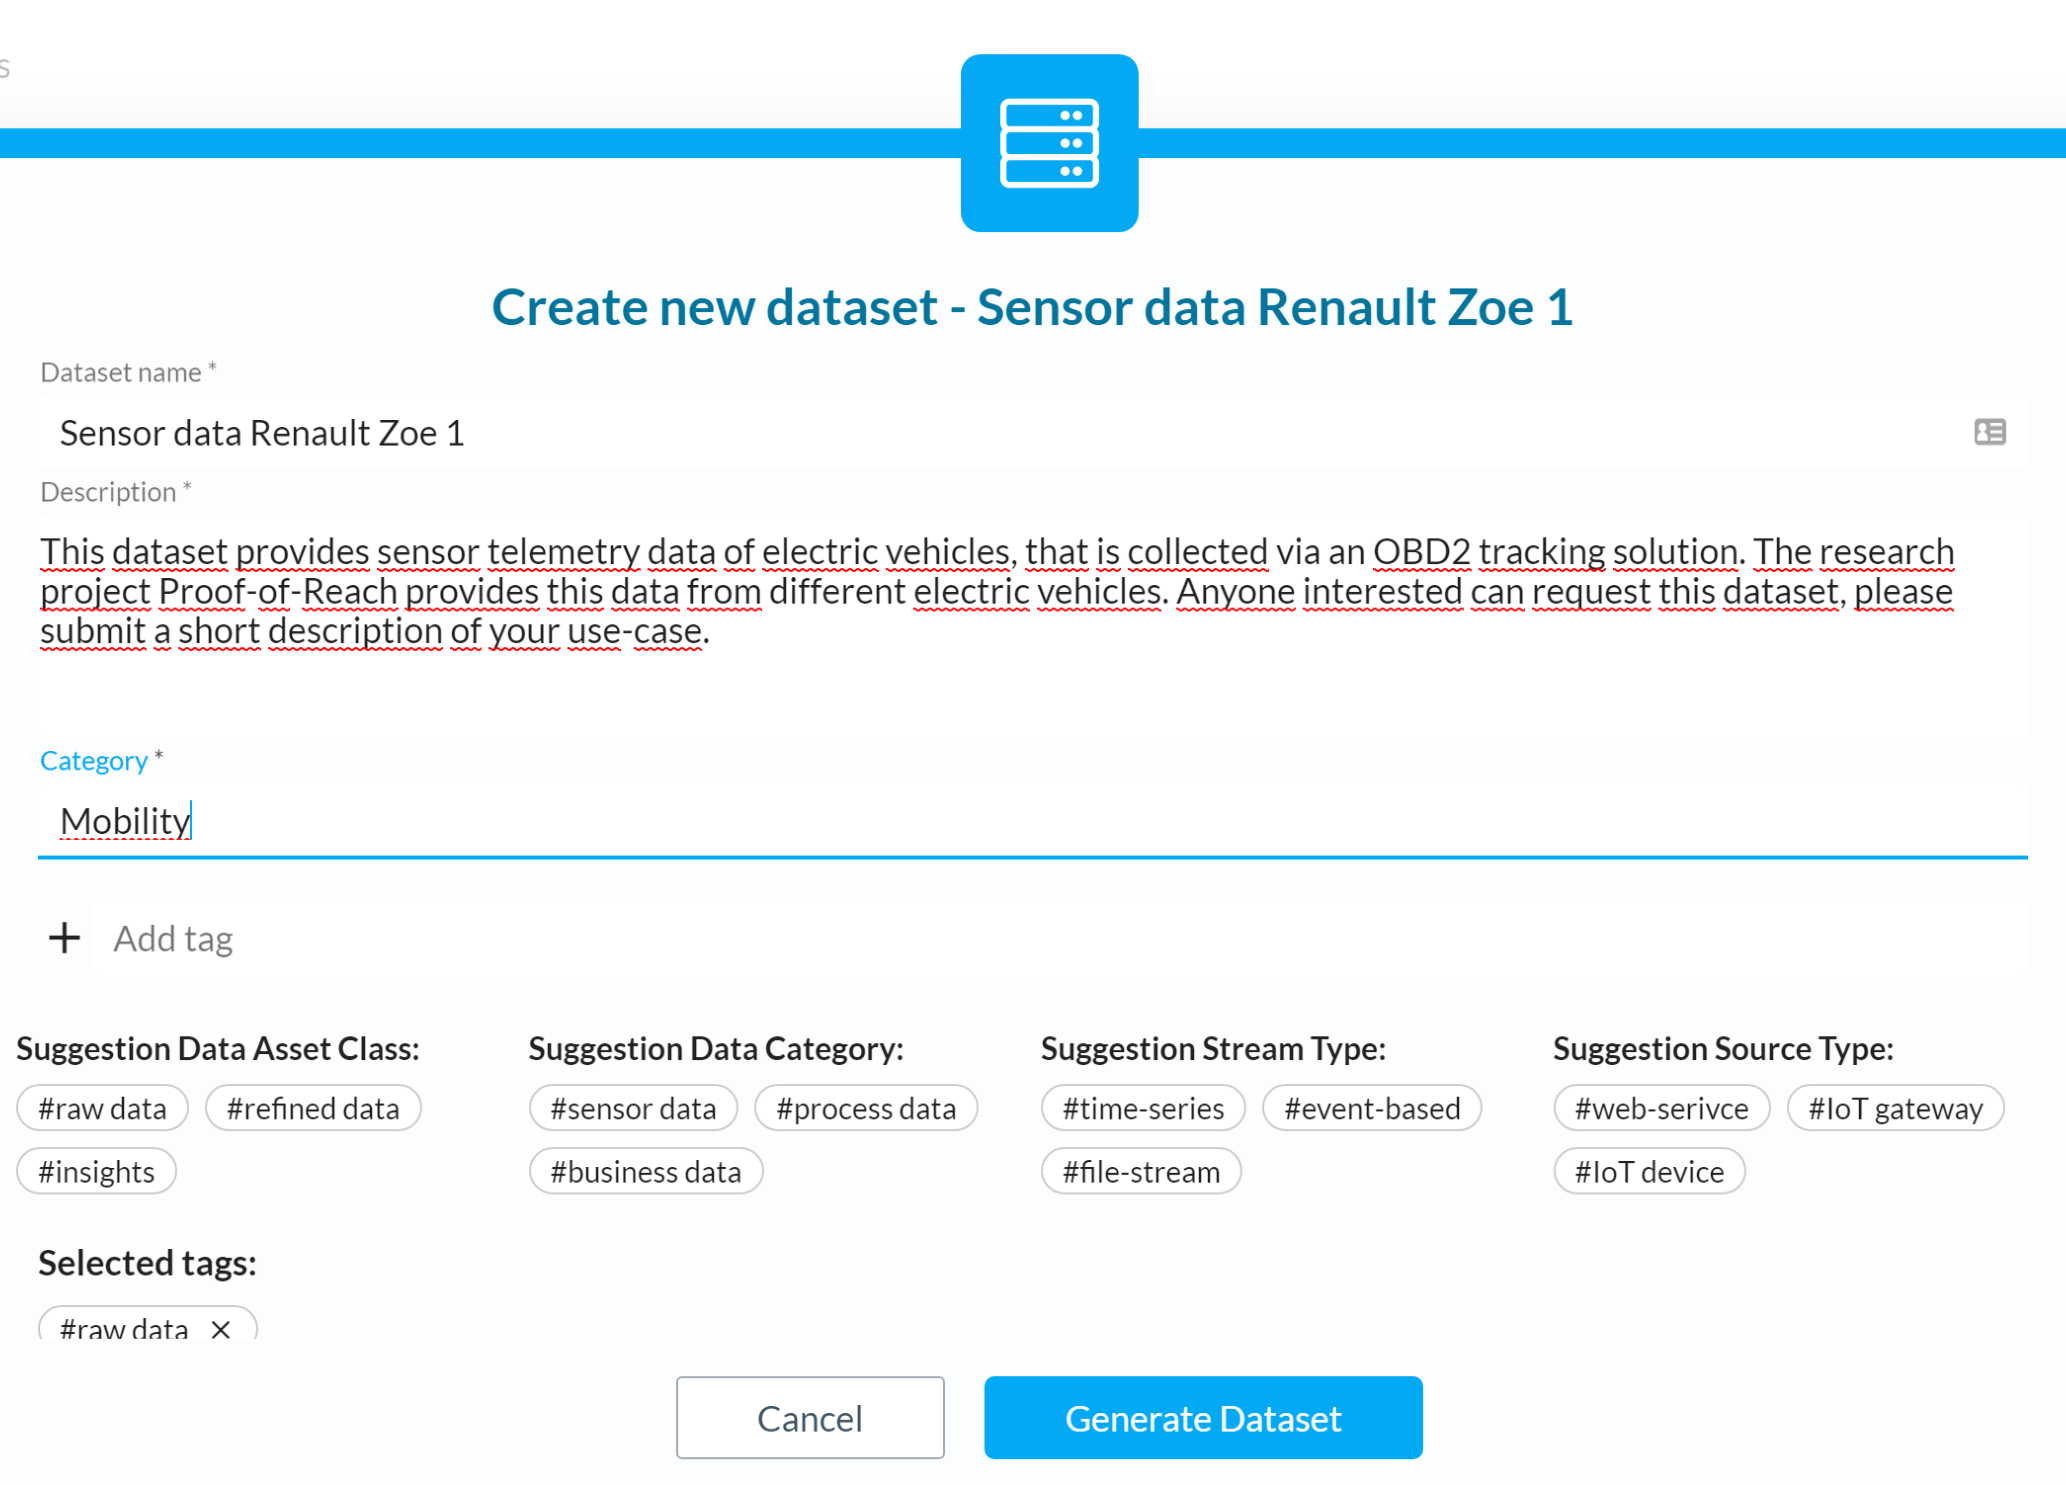 s
Create new dataset - Sensor data Renault Zoe 1
Dataset name *
Sensor data Renault Zoe 1
Description *
This dataset provides sensor telemetry data of electric vehicles, that is collected via an OBD2 tracking solution. The research
project Proof-of-Reach provides this data from different electric vehicles. Anyone interested can request this dataset, please
submit a short description of your use-case.
Category *
Mobility
+ Add tag
Suggestion Data Asset Class: Suggestion Data Category: Suggestion Stream Type: Suggestion Source Type:
#raw data #refined data #sensor data #process data #time-series #event-based #web-serivce #IoT gateway
#insights #business data #file-stream #IoT device
Selected tags:
#raw data ×
Cancel Generate Dataset